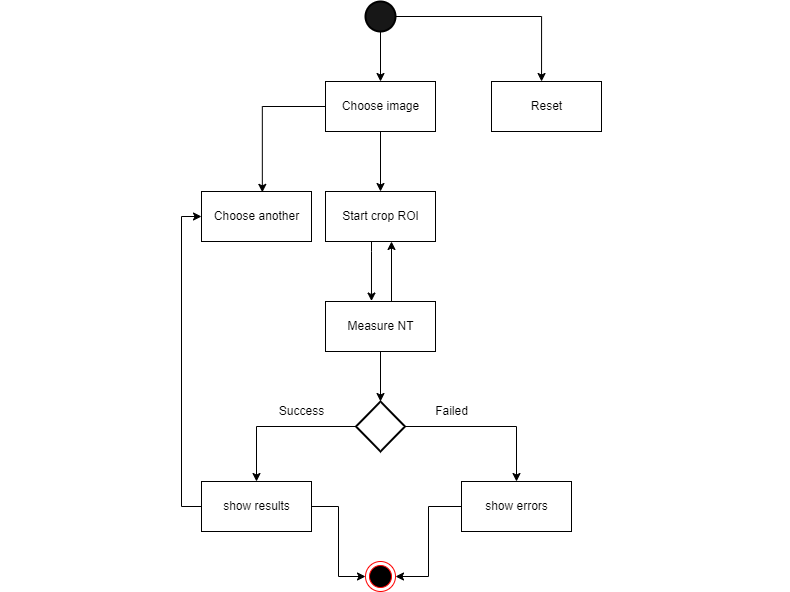 Choose image
Reset
Choose another
Start crop ROI
Measure NT
Success
Failed
show results
show errors